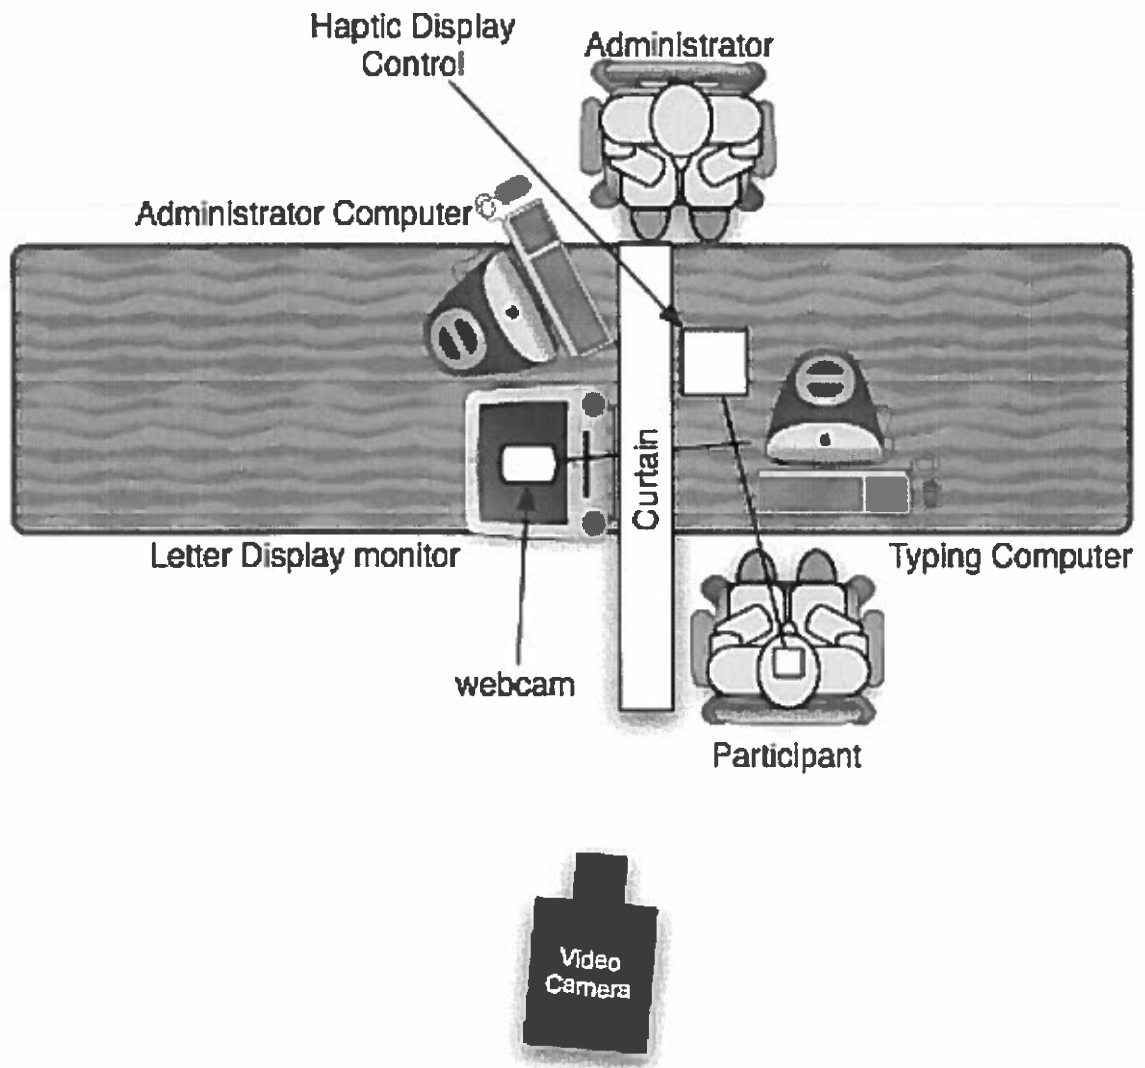 Haptic Display
Control
Administrator
Administrator Computer
Curtain
Letter Display monitor
Typing Computer
webcam
Participant
Video
Camera